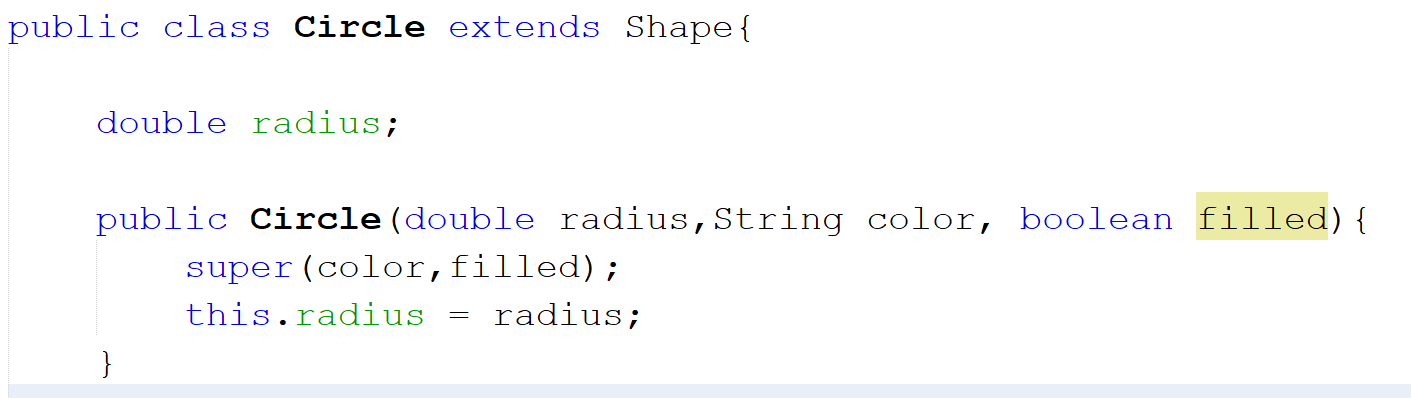 public class Circle extends Shape{
double radius;
public Circle(double radius,String color, boolean filled){
super(color,filled);
this.radius = radius;
}